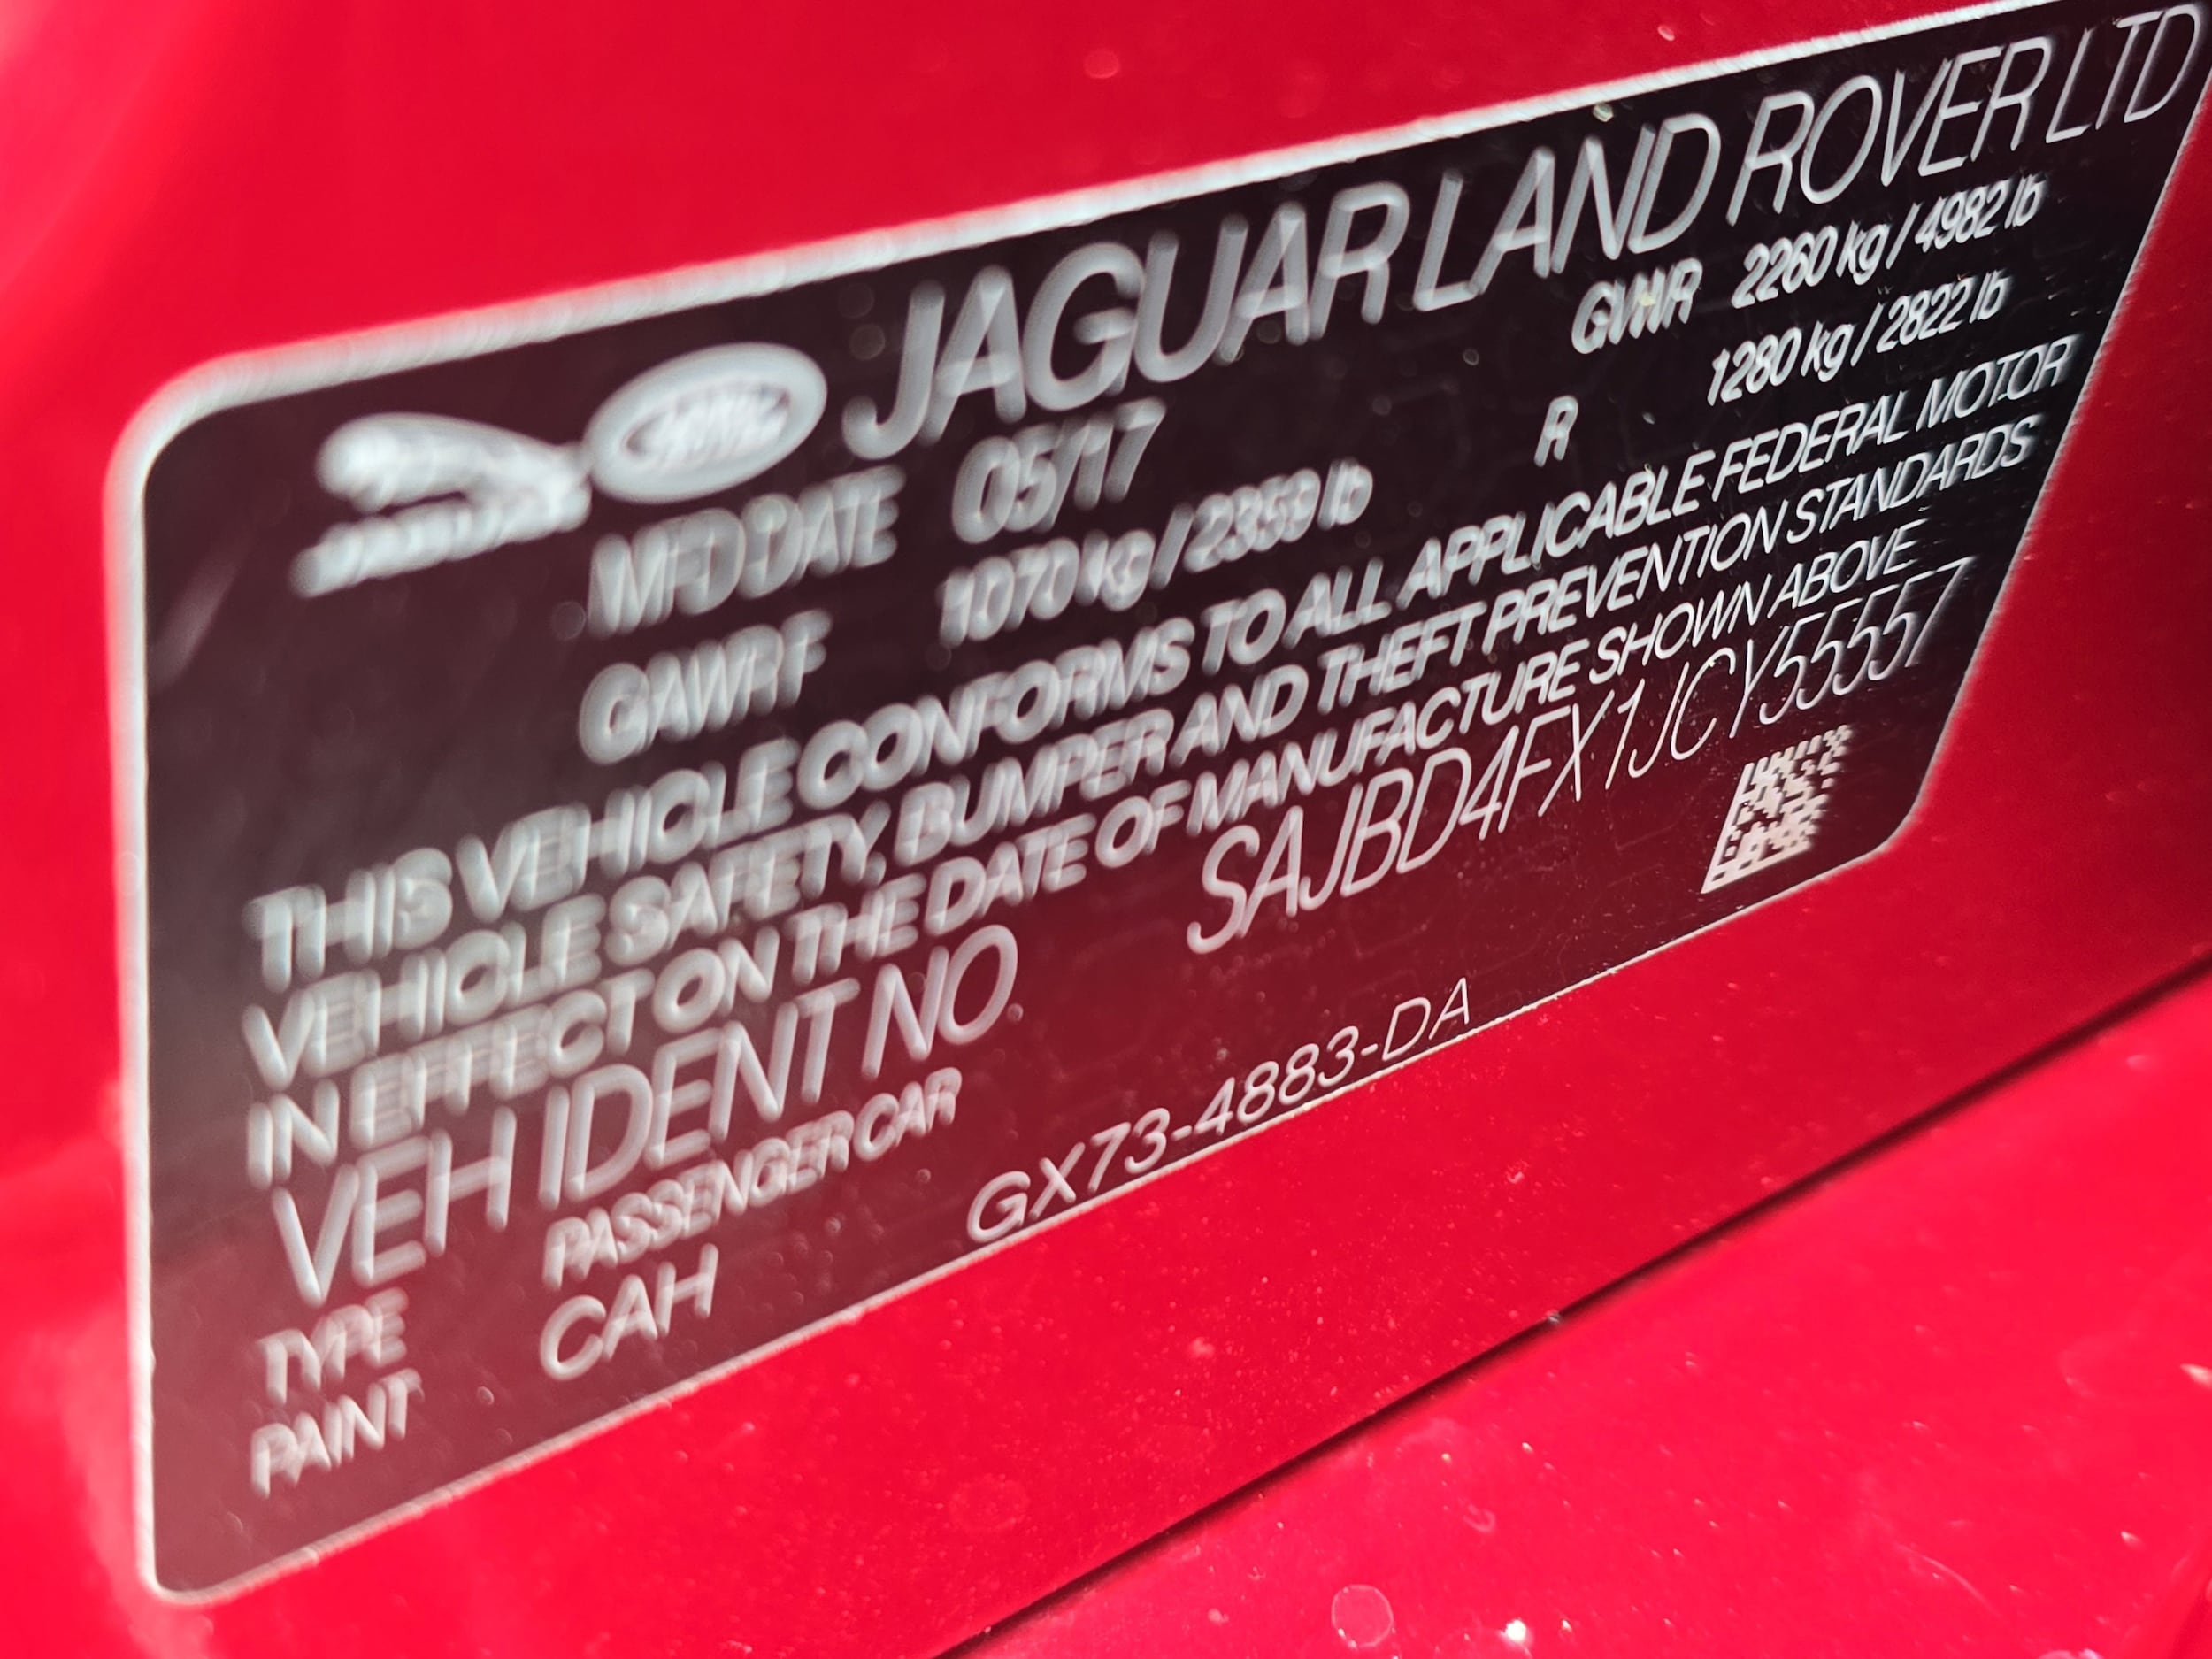 JAGUAR LAND ROVER LTD
MFD DATE 05/17 GVWR 2260 kg / 4982 lb
GAWR F 1070 kg / 2359 lb R 1280 kg / 2822 lb
THIS VEHICLE CONFORMS TO ALL APPLICABLE FEDERAL MOTOR
VEHICLE SAFETY, BUMPER AND THEFT PREVENTION STANDARDS
IN EFFECT ON THE DATE OF MANUFACTURE SHOWN ABOVE
VEH IDENT NO. SAJBD4FX1JCY55557
TYPE PASSENGER CAR
PAINT CAH
GX73-4883-DA